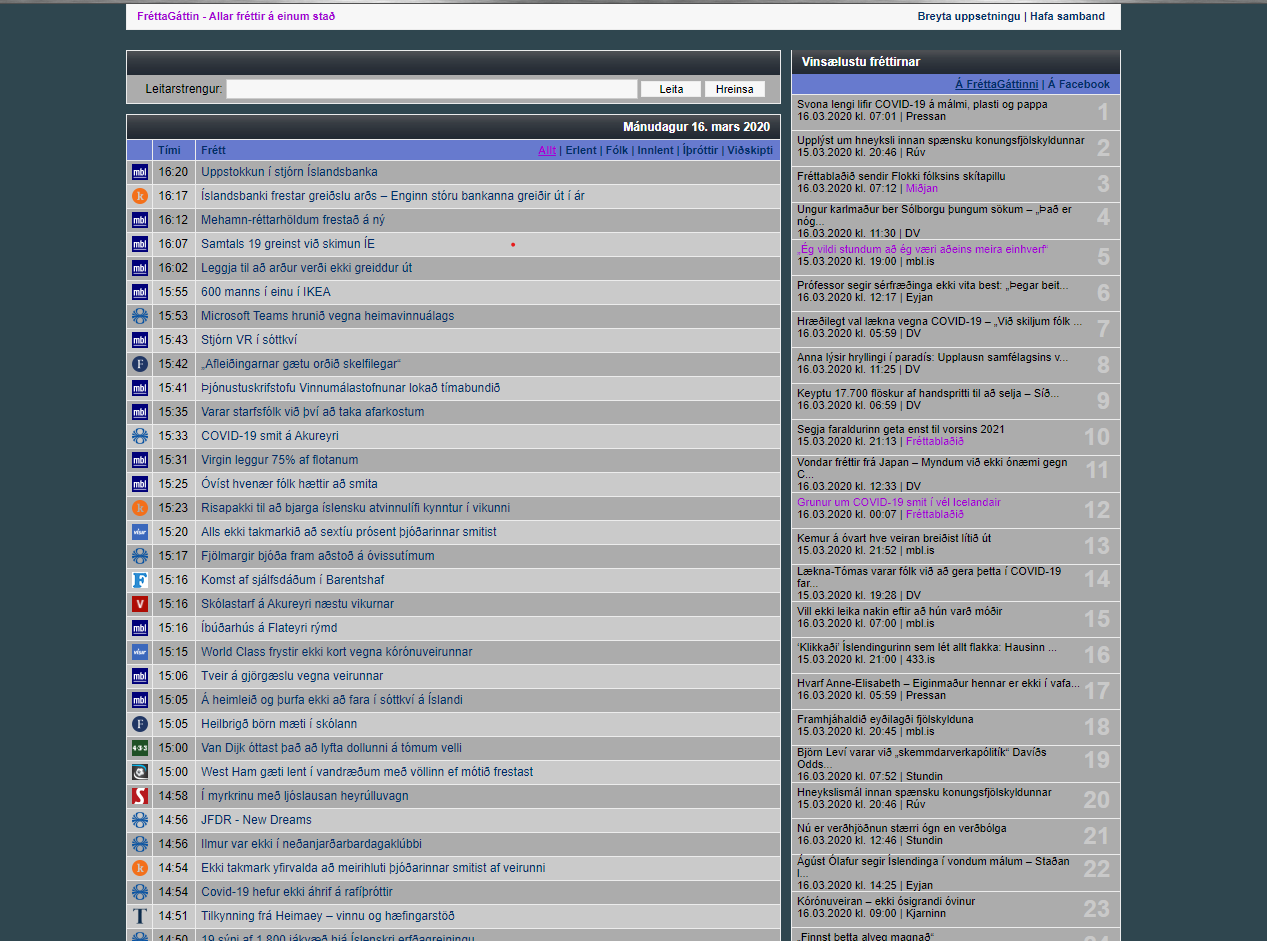 FréttaGáttin - Allar fréttir á einum stað
Breyta uppsetningu | Hafa samband
Leitarstrengur:
Leita
Hreinsa
Mánudagur 16. mars 2020
Tími Frétt Allt | Erlent | Fólk | Innlent | Íþróttir | Viðskipti
mbl 16:20 Uppstokkun í stjórn Íslandsbanka
k 16:17 Íslandsbanki frestar greiðslu arðs – Enginn stóru bankanna greiðir út í ár
mbl 16:12 Mehamn-réttarhöldum frestað á ný
mbl 16:07 Samtals 19 greinst við skimun ÍE
mbl 16:02 Leggja til að arður verði ekki greiddur út
mbl 15:55 600 manns í einu í IKEA
15:53 Microsoft Teams hrunið vegna heimavinnuálags
mbl 15:43 Stjórn VR í sóttkví
F 15:42 „Afleiðingarnar gætu orðið skelfilegar“
mbl 15:41 Þjónustuskrifstofu Vinnumálastofnunar lokað tímabundið
mbl 15:35 Varar starfsfólk við því að taka afarkostum
15:33 COVID-19 smit á Akureyri
mbl 15:31 Virgin leggur 75% af flotanum
mbl 15:25 Óvíst hvenær fólk hættir að smita
k 15:23 Risapakki til að bjarga íslensku atvinnulífi kynntur í vikunni
vísir 15:20 Alls ekki takmarkið að sextíu prósent þjóðarinnar smitist
15:17 Fjölmargir bjóða fram aðstoð á óvissutímum
F 15:16 Komst af sjálfsdáðum í Barentshaf
V 15:16 Skólastarf á Akureyri næstu vikurnar
mbl 15:16 Íbúðarhús á Flateyri rýmd
vísir 15:15 World Class frystir ekki kort vegna kórónuveirunnar
mbl 15:06 Tveir á gjörgæslu vegna veirunnar
mbl 15:05 Á heimleið og þurfa ekki að fara í sóttkví á Íslandi
F 15:05 Heilbrigð börn mæti í skólann
4-3-3 15:00 Van Dijk óttast það að lyfta dollunni á tómum velli
15:00 West Ham gæti lent í vandræðum með völlinn ef mótið frestast
S 14:58 Í myrkrinu með ljóslausan heyrúlluvagn
14:56 JFDR - New Dreams
14:56 Ilmur var ekki í neðanjarðarbardagaklúbbi
k 14:54 Ekki takmark yfirvalda að meirihluti þjóðarinnar smitist af veirunni
14:54 Covid-19 hefur ekki áhrif á rafíþróttir
T 14:51 Tilkynning frá Heimaey – vinnu og hæfingarstöð
14:50 19 sýni af 1.800 jákvæð hjá Íslenskri erfðagreiningu
Vinsælustu fréttirnar
Á FréttaGáttinni | Á Facebook
Svona lengi lifir COVID-19 á málmi, plasti og pappa
16.03.2020 kl. 07:01 | Pressan
1
Upplýst um hneyksli innan spænsku konungsfjölskyldunnar
15.03.2020 kl. 20:46 | Rúv
2
Fréttablaðið sendir Flokki fólksins skítapillu
16.03.2020 kl. 07:12 | Miðjan
3
Ungur karlmaður ber Sólborgu þungum sökum – „Það er
nóg...
16.03.2020 kl. 11:30 | DV
4
„Ég vildi stundum að ég væri aðeins meira einhverf“
15.03.2020 kl. 19:00 | mbl.is
5
Prófessor segir sérfræðinga ekki vita best: „Þegar beit...
16.03.2020 kl. 12:17 | Eyjan
6
Hræðilegt val lækna vegna COVID-19 – „Við skiljum fólk ...
16.03.2020 kl. 05:59 | DV
7
Anna lýsir hryllingi í paradís: Upplausn samfélagsins v...
16.03.2020 kl. 11:25 | DV
8
Keyptu 17.700 flöskur af handspritti til að selja – Síð...
16.03.2020 kl. 06:59 | DV
9
Segja faraldurinn geta enst til vorsins 2021
15.03.2020 kl. 21:13 | Fréttablaðið
10
Vondar fréttir frá Japan – Myndum við ekki ónæmi gegn
C...
16.03.2020 kl. 12:33 | DV
11
Grunur um COVID-19 smit í vél Icelandair
16.03.2020 kl. 00:07 | Fréttablaðið
12
Kemur á óvart hve veiran breiðist lítið út
15.03.2020 kl. 21:52 | mbl.is
13
Lækna-Tómas varar fólk við að gera þetta í COVID-19
far...
15.03.2020 kl. 19:28 | DV
14
Vill ekki leika nakin eftir að hún varð móðir
16.03.2020 kl. 07:00 | mbl.is
15
‘Klikkaði’ Íslendingurinn sem lét allt flakka: Hausinn ...
15.03.2020 kl. 21:00 | 433.is
16
Hvarf Anne-Elisabeth – Eiginmaður hennar er ekki í vafa...
16.03.2020 kl. 05:59 | Pressan
17
Framhjáhaldið eyðilagði fjölskylduna
15.03.2020 kl. 20:45 | mbl.is
18
Björn Leví varar við „skemmdarverkapólitík“ Davíðs
Odds...
16.03.2020 kl. 07:52 | Stundin
19
Hneykslismál innan spænsku konungsfjölskyldunnar
15.03.2020 kl. 20:46 | Rúv
20
Nú er verðhjöðnun stærri ógn en verðbólga
16.03.2020 kl. 12:46 | Stundin
21
Ágúst Ólafur segir Íslendinga í vondum málum – Staðan
í...
16.03.2020 kl. 14:25 | Eyjan
22
Kórónuveiran – ekki ósigrandi óvinur
16.03.2020 kl. 09:00 | Kjarninn
23
„Finnst þetta alveg magnað“